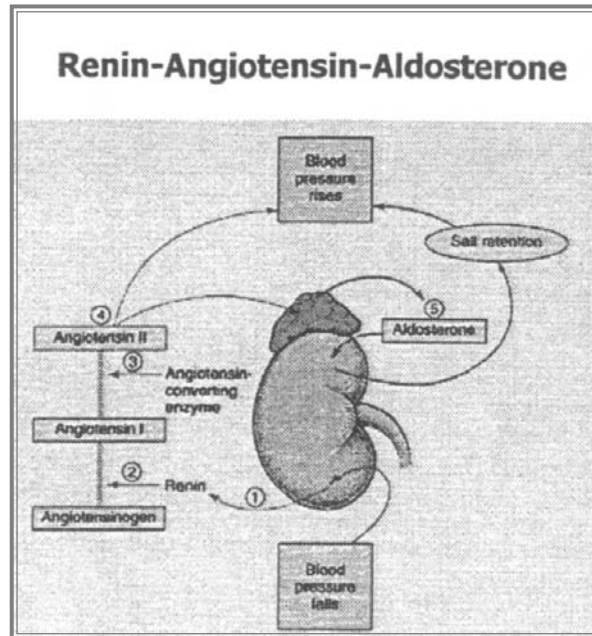 Renin-Angiotensin-Aldosterone
Blood
pressure
rises
Salt retention
④
Angiotensin II
⑤
Aldosterone
③
Angiotensin-
converting
enzyme
Angiotensin I
②
Renin
①
Angiotensinogen
Blood
pressure
falls